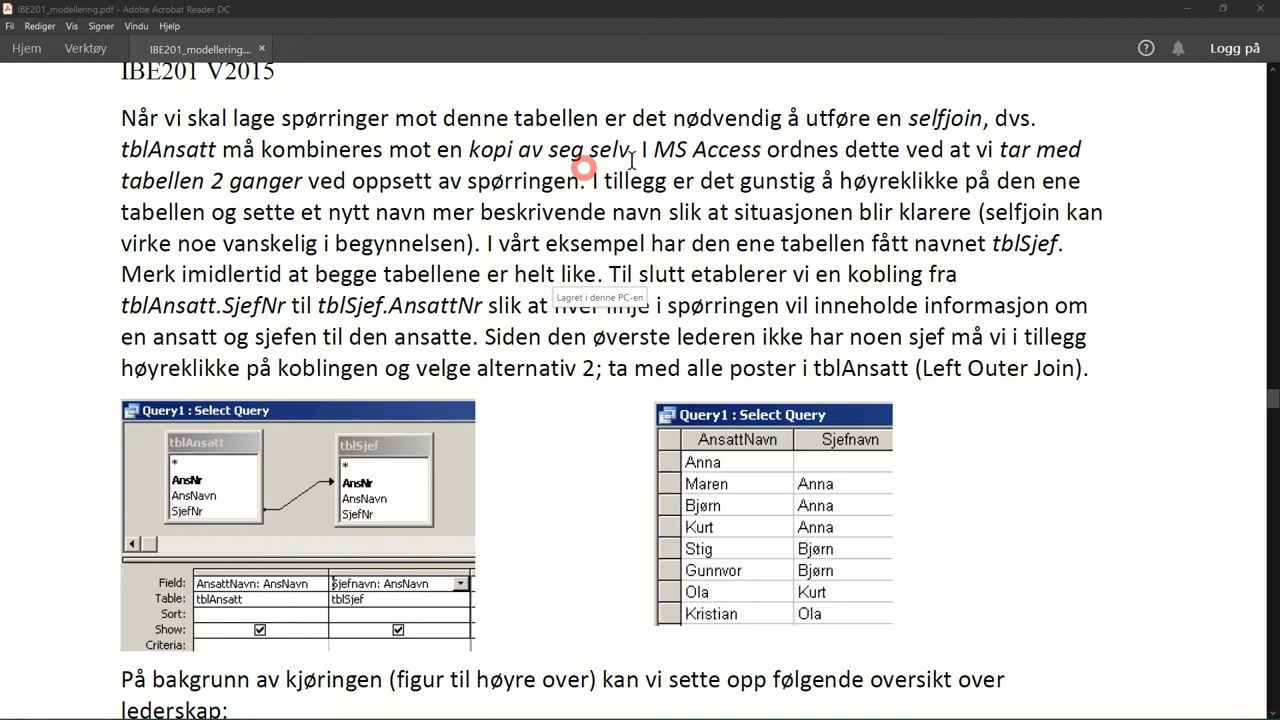 IBE201_modellering.pdf - Adobe Acrobat Reader DC
Fil Rediger Vis Signer Vindu Hjelp
Hjem Verktøy IBE201_modellering.... × ? Logg på
IBE201 V2015
Når vi skal lage spørringer mot denne tabellen er det nødvendig å utføre en selfjoin, dvs.
tblAnsatt må kombineres mot en kopi av seg selv. I MS Access ordnes dette ved at vi tar med
tabellen 2 ganger ved oppsett av spørringen. I tillegg er det gunstig å høyreklikke på den ene
tabellen og sette et nytt navn mer beskrivende navn slik at situasjonen blir klarere (selfjoin kan
virke noe vanskelig i begynnelsen). I vårt eksempel har den ene tabellen fått navnet tblSjef.
Merk imidlertid at begge tabellene er helt like. Til slutt etablerer vi en kobling fra
Lagret i denne PC-en
tblAnsatt.SjefNr til tblSjef.AnsattNr slik at hver linje i spørringen vil inneholde informasjon om
en ansatt og sjefen til den ansatte. Siden den øverste lederen ikke har noen sjef må vi i tillegg
høyreklikke på koblingen og velge alternativ 2; ta med alle poster i tblAnsatt (Left Outer Join).
Query1 : Select Query
tblAnsatt
*
AnsNr
AnsNavn
SjefNr
tblSjef
*
AnsNr
AnsNavn
SjefNr
Field: AnsattNavn: AnsNavn Sjefnavn: AnsNavn
Table: tblAnsatt tblSjef
Sort:
Show:
Criteria:
Query1 : Select Query
AnsattNavn Sjefnavn
Anna
Maren Anna
Bjørn Anna
Kurt Anna
Stig Bjørn
Gunnvor Bjørn
Ola Kurt
Kristian Ola
På bakgrunn av kjøringen (figur til høyre over) kan vi sette opp følgende oversikt over
lederskap: